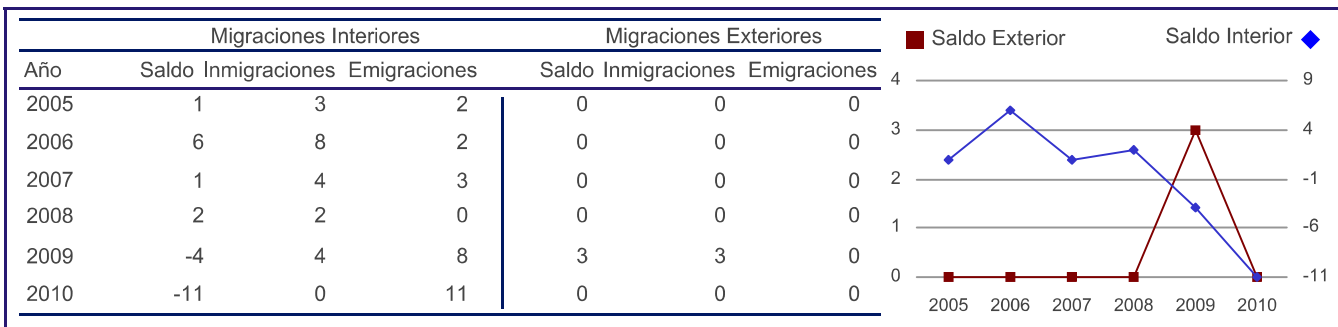 Migraciones Interiores Migraciones Exteriores
Año Saldo Inmigraciones Emigraciones Saldo Inmigraciones Emigraciones
2005 1 3 2 0 0 0
2006 6 8 2 0 0 0
2007 1 4 3 0 0 0
2008 2 2 0 0 0 0
2009 -4 4 8 3 3 0
2010 -11 0 11 0 0 0
Saldo Exterior Saldo Interior
4 9
3 4
2 -1
1 -6
0 -11
2005 2006 2007 2008 2009 2010